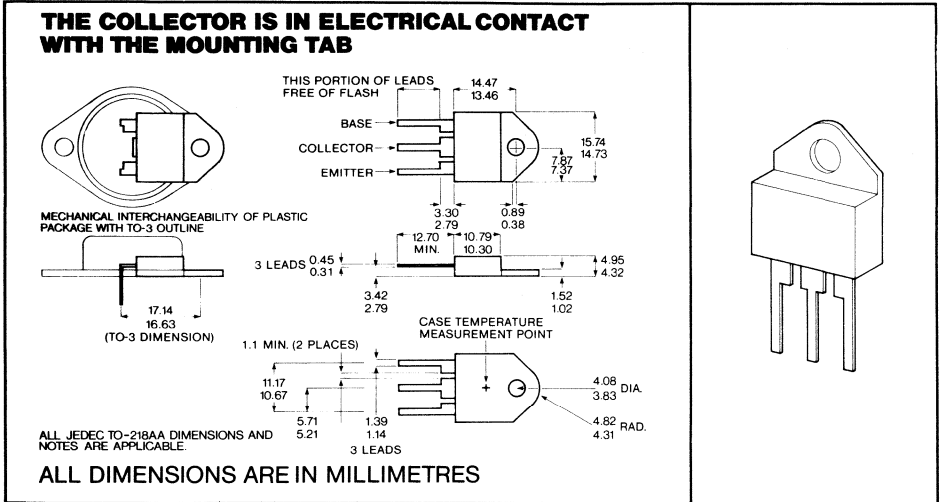 THE COLLECTOR IS IN ELECTRICAL CONTACT
WITH THE MOUNTING TAB
THIS PORTION OF LEADS
FREE OF FLASH
14.47
13.46
BASE
COLLECTOR
EMITTER
15.74
14.73
7.87
7.37
3.30
2.79
0.89
0.38
MECHANICAL INTERCHANGEABILITY OF PLASTIC
PACKAGE WITH TO-3 OUTLINE
12.70
MIN.
10.79
10.30
3 LEADS 0.45
0.31
4.95
4.32
3.42
2.79
1.52
1.02
17.14
16.63
(TO-3 DIMENSION)
CASE TEMPERATURE
MEASUREMENT POINT
1.1 MIN. (2 PLACES)
11.17
10.67
5.71
5.21
1.39
1.14
3 LEADS
4.08 DIA.
3.83
4.82 RAD.
4.31
ALL JEDEC TO-218AA DIMENSIONS AND
NOTES ARE APPLICABLE.
ALL DIMENSIONS ARE IN MILLIMETRES